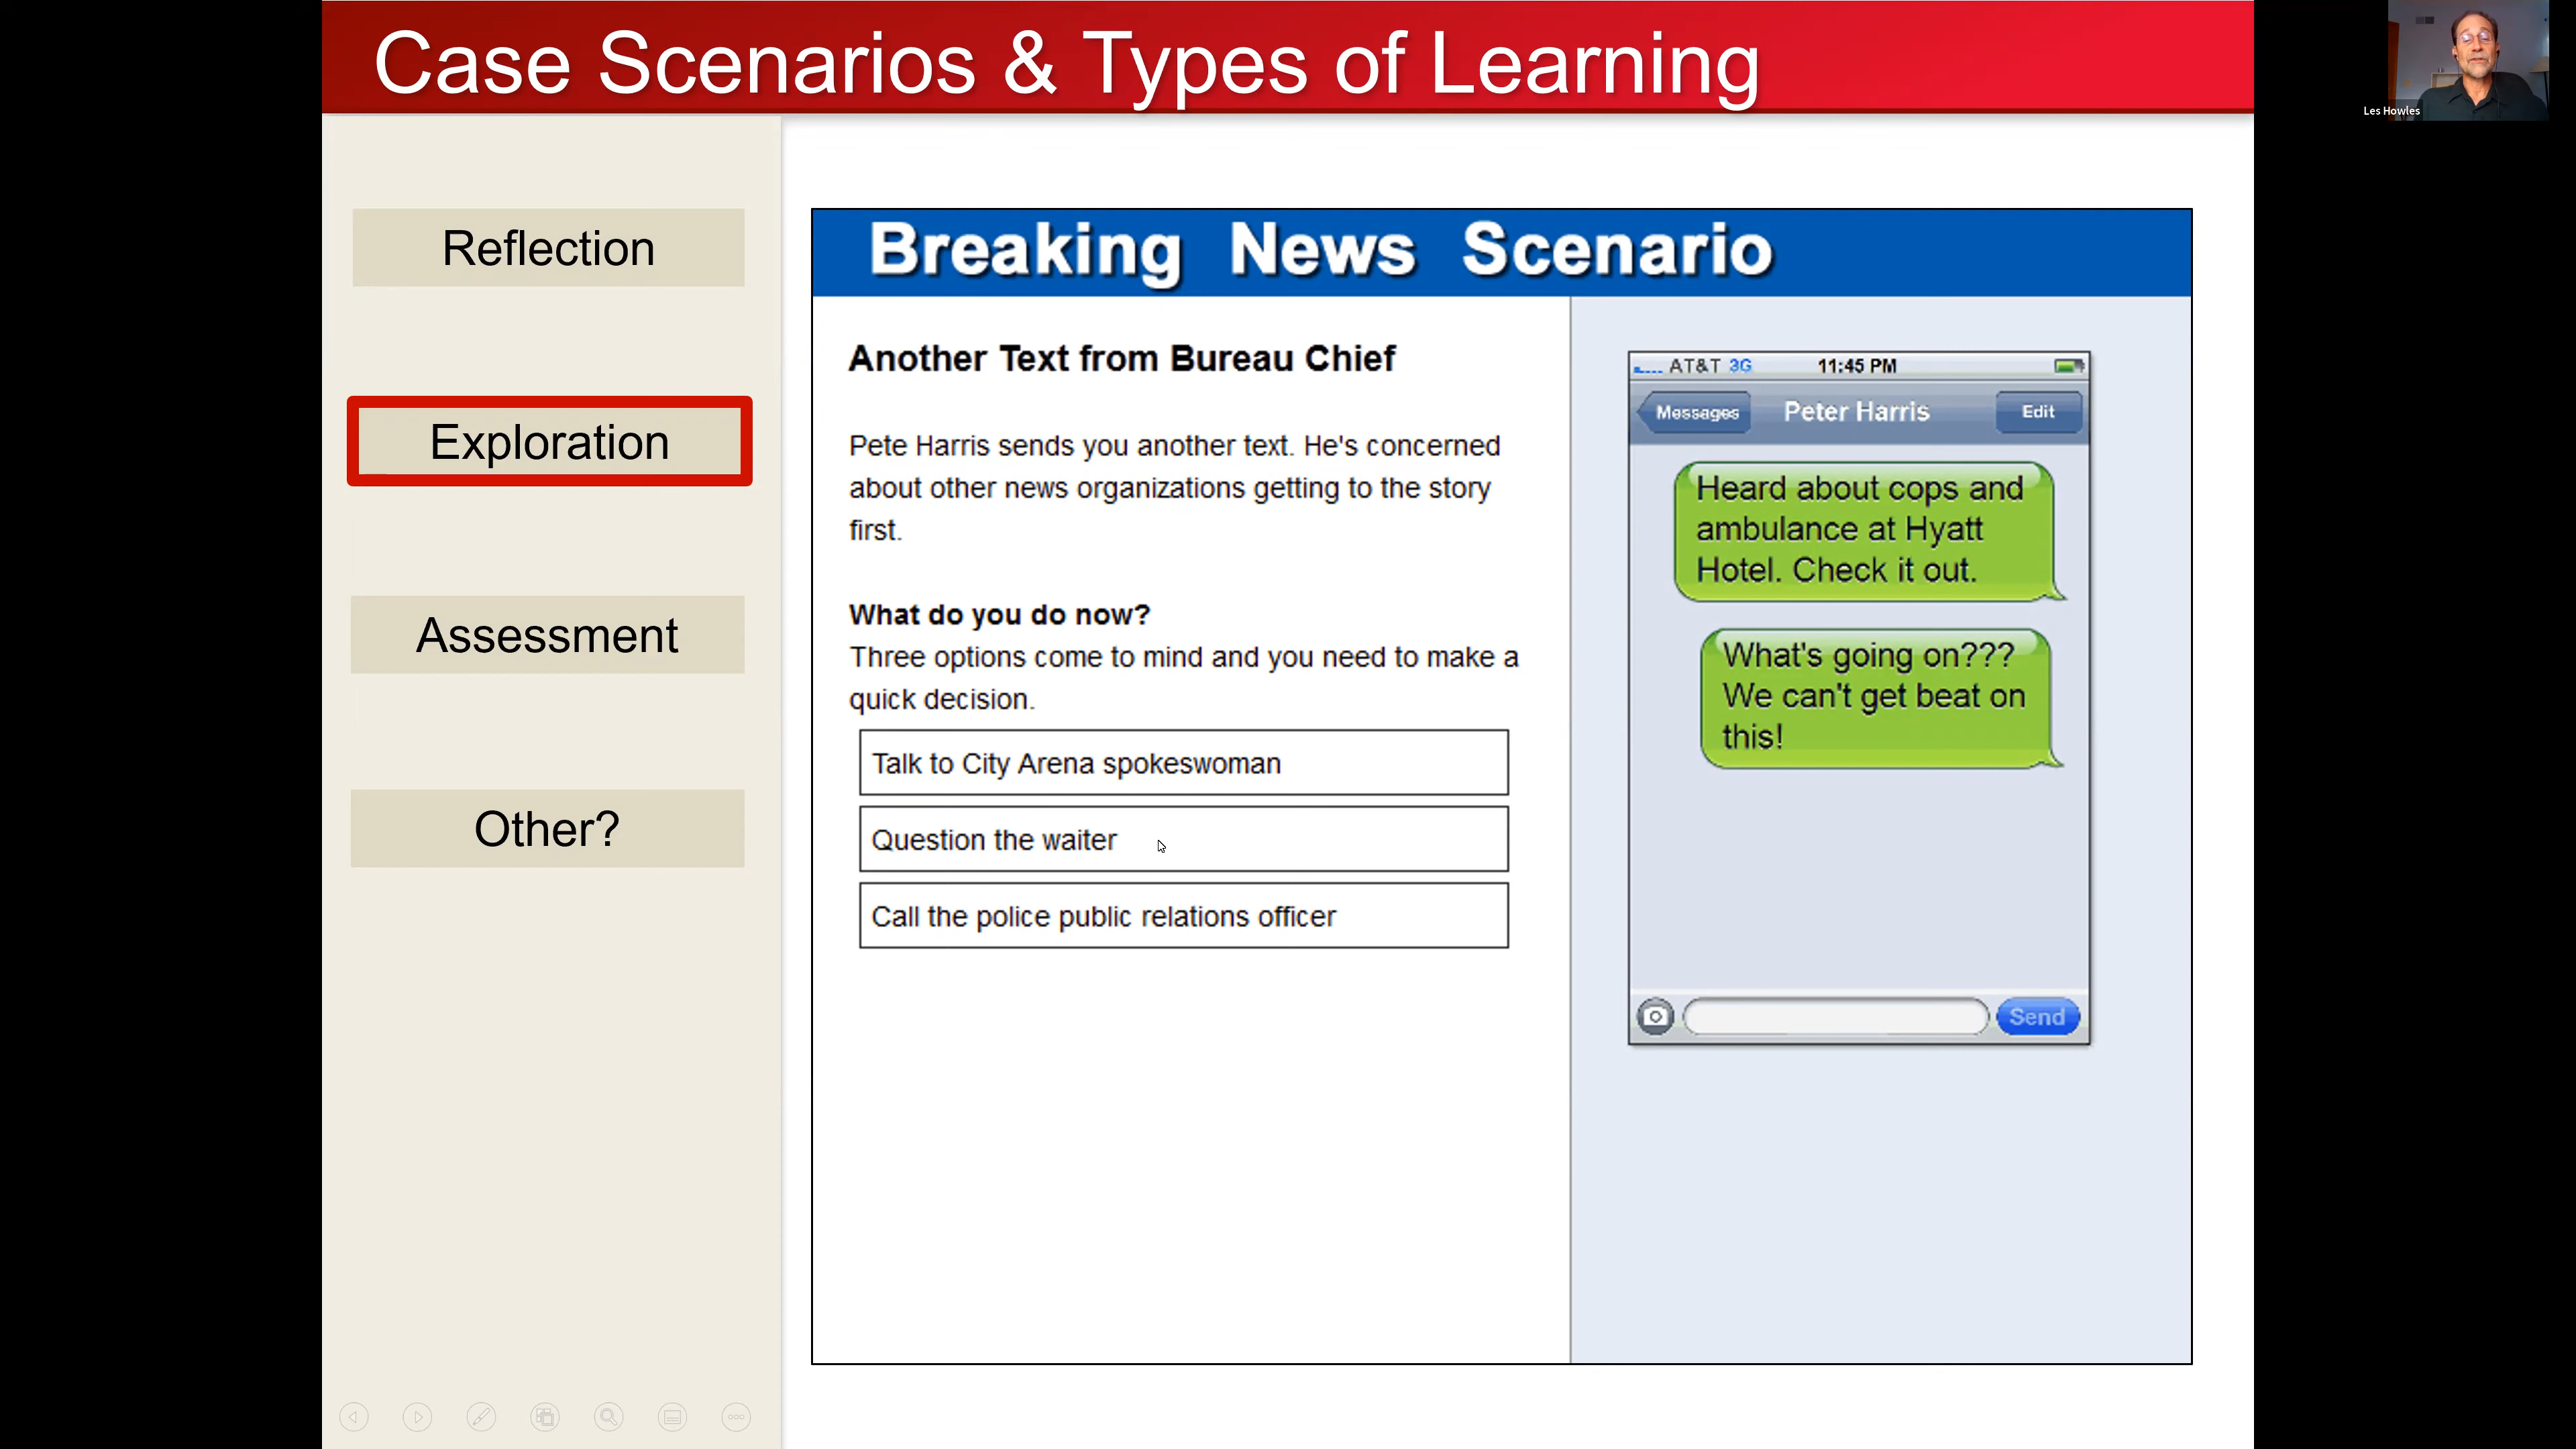 Case Scenarios & Types of Learning
Les Howles
Reflection
Exploration
Assessment
Other?
Breaking News Scenario
Another Text from Bureau Chief
Pete Harris sends you another text. He's concerned
about other news organizations getting to the story
first.
What do you do now?
Three options come to mind and you need to make a
quick decision.
Talk to City Arena spokeswoman
Question the waiter
Call the police public relations officer
AT&T 3G 11:45 PM
Messages Peter Harris Edit
Heard about cops and
ambulance at Hyatt
Hotel. Check it out.
What's going on???
We can't get beat on
this!
Send